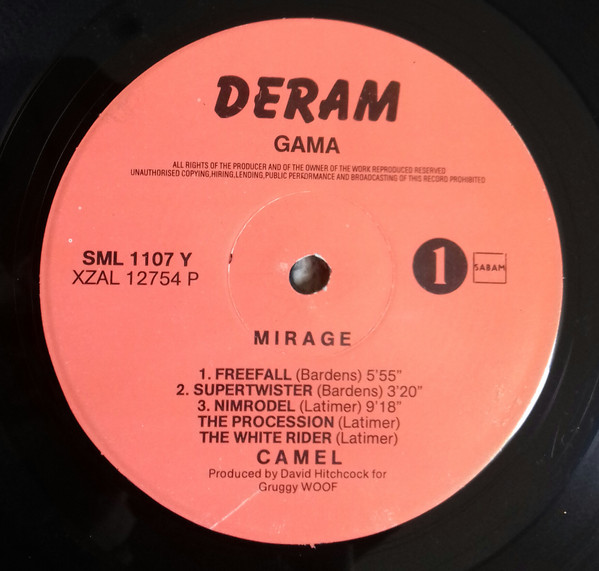 DERAM
GAMA
ALL RIGHTS OF THE PRODUCER AND OF THE OWNER OF THE WORK REPRODUCED RESERVED
UNAUTHORISED COPYING,HIRING,LENDING,PUBLIC PERFORMANCE AND BROADCASTING OF THIS RECORD PROHIBITED
SML 1107 Y
XZAL 12754 P
1
SABAM
MIRAGE
1. FREEFALL (Bardens) 5'55"
2. SUPERTWISTER (Bardens) 3'20"
3. NIMRODEL (Latimer) 9'18"
THE PROCESSION (Latimer)
THE WHITE RIDER (Latimer)
CAMEL
Produced by David Hitchcock for
Gruggy WOOF